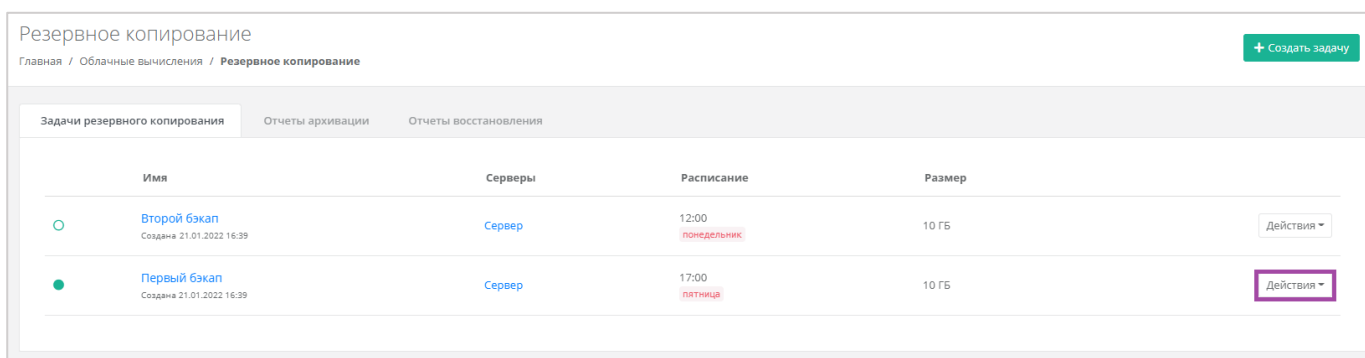 Резервное копирование
+ Создать задачу
Главная / Облачные вычисления / Резервное копирование
Задачи резервного копирования Отчеты архивации Отчеты восстановления
Имя Серверы Расписание Размер
Второй бэкап Сервер 12:00 10 ГБ Действия
Создана 21.01.2022 16:39 понедельник
Первый бэкап Сервер 17:00 10 ГБ Действия
Создана 21.01.2022 16:39 пятница